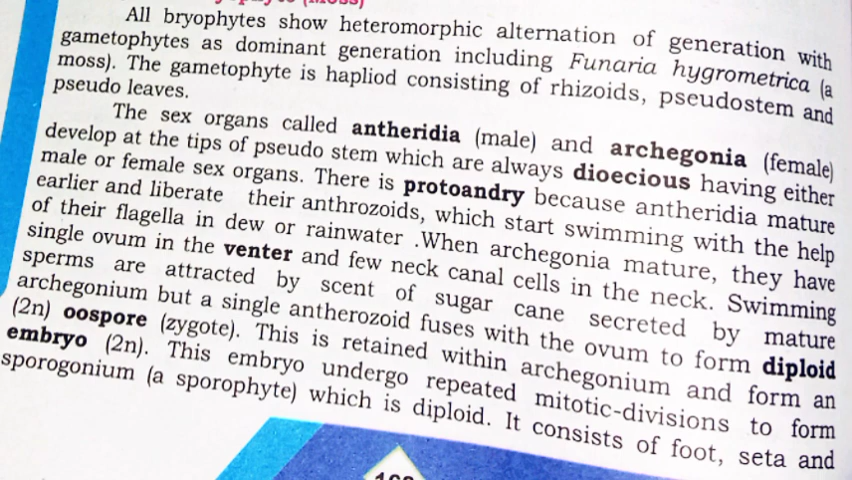 (Moss)
All bryophytes show heteromorphic alternation of generation with
gametophytes as dominant generation including Funaria hygrometrica (a
moss). The gametophyte is hapliod consisting of rhizoids, pseudostem and
pseudo leaves.
The sex organs called antheridia (male) and archegonia (female)
develop at the tips of pseudo stem which are always dioecious having either
male or female sex organs. There is protoandry because antheridia mature
earlier and liberate their anthrozoids, which start swimming with the help
of their flagella in dew or rainwater .When archegonia mature, they have
single ovum in the venter and few neck canal cells in the neck. Swimming
sperms are attracted by scent of sugar cane secreted by mature
archegonium but a single antherozoid fuses with the ovum to form diploid
(2n) oospore (zygote). This is retained within archegonium and form an
embryo (2n). This embryo undergo repeated mitotic-divisions to form
sporogonium (a sporophyte) which is diploid. It consists of foot, seta and